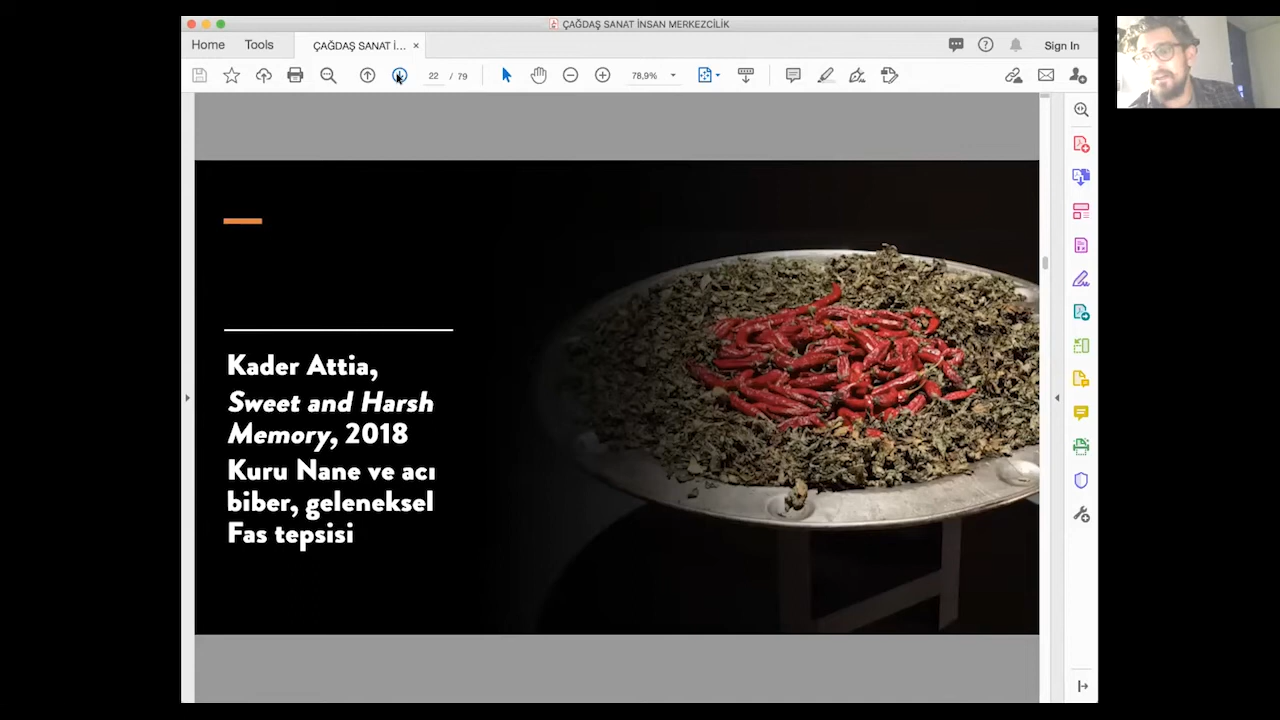 ÇAĞDAŞ SANAT İNSAN MERKEZCİLİK
Home Tools ÇAĞDAŞ SANAT İ... × Sign In
22 / 79 78,9%
Kader Attia,
Sweet and Harsh
Memory, 2018
Kuru Nane ve acı
biber, geleneksel
Fas tepsisi